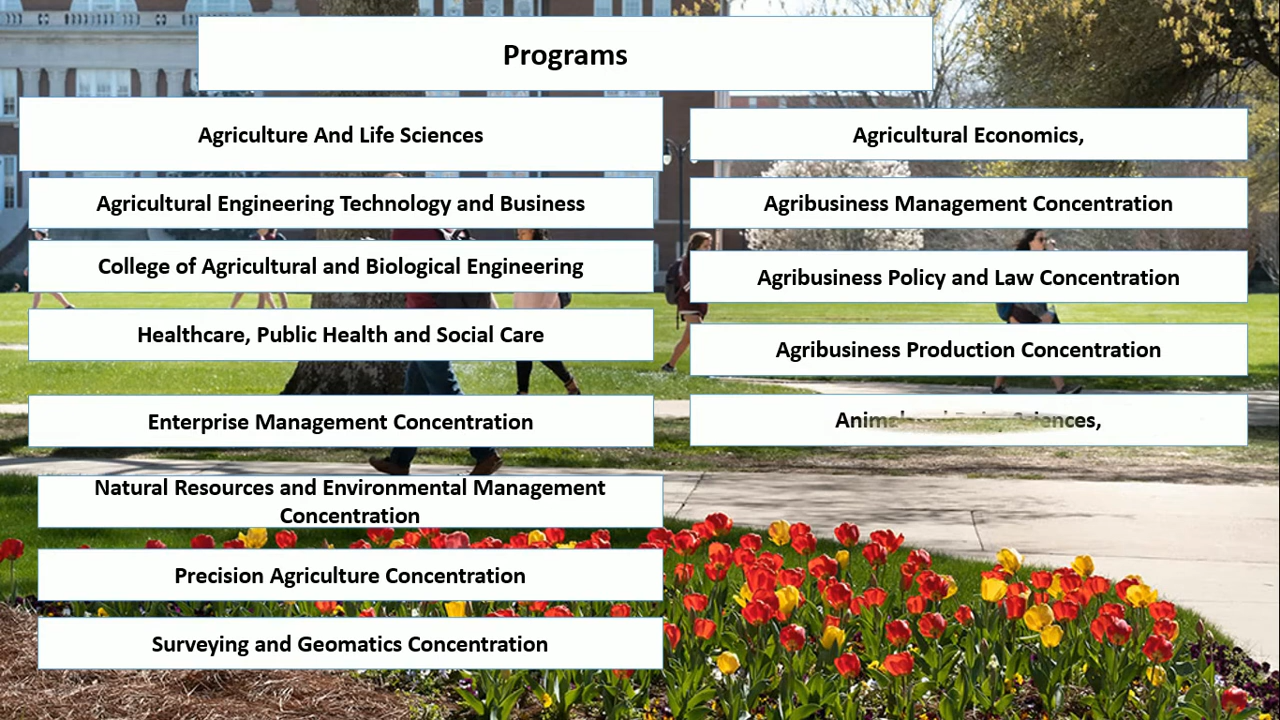 Programs
Agriculture And Life Sciences
Agricultural Engineering Technology and Business
College of Agricultural and Biological Engineering
Healthcare, Public Health and Social Care
Enterprise Management Concentration
Natural Resources and Environmental Management
Concentration
Precision Agriculture Concentration
Surveying and Geomatics Concentration
Agricultural Economics,
Agribusiness Management Concentration
Agribusiness Policy and Law Concentration
Agribusiness Production Concentration